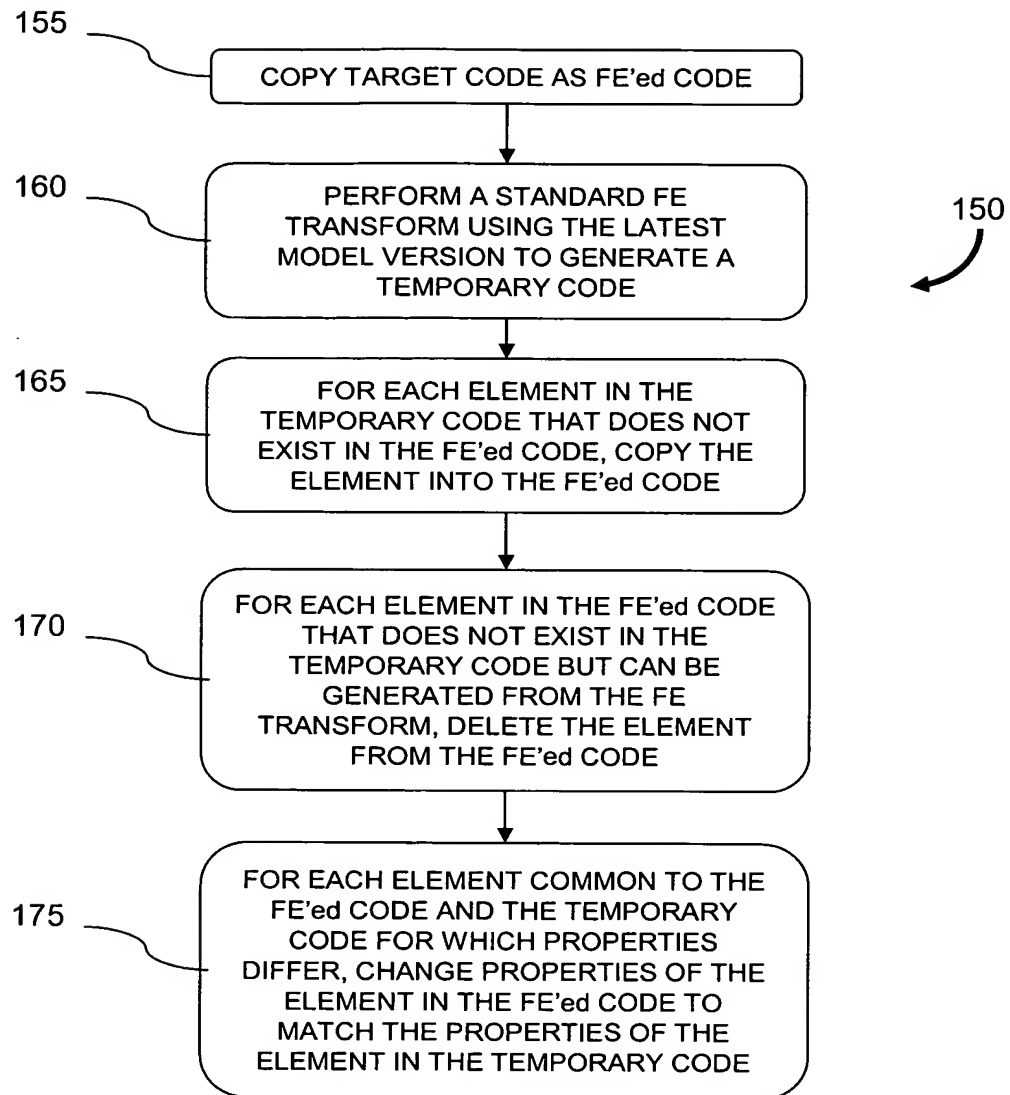 155
COPY TARGET CODE AS FE'ed CODE
160
PERFORM A STANDARD FE
TRANSFORM USING THE LATEST
MODEL VERSION TO GENERATE A
TEMPORARY CODE
150
165
FOR EACH ELEMENT IN THE
TEMPORARY CODE THAT DOES NOT
EXIST IN THE FE'ed CODE, COPY THE
ELEMENT INTO THE FE'ed CODE
170
FOR EACH ELEMENT IN THE FE'ed CODE
THAT DOES NOT EXIST IN THE
TEMPORARY CODE BUT CAN BE
GENERATED FROM THE FE
TRANSFORM, DELETE THE ELEMENT
FROM THE FE'ed CODE
175
FOR EACH ELEMENT COMMON TO THE
FE'ed CODE AND THE TEMPORARY
CODE FOR WHICH PROPERTIES
DIFFER, CHANGE PROPERTIES OF THE
ELEMENT IN THE FE'ed CODE TO
MATCH THE PROPERTIES OF THE
ELEMENT IN THE TEMPORARY CODE